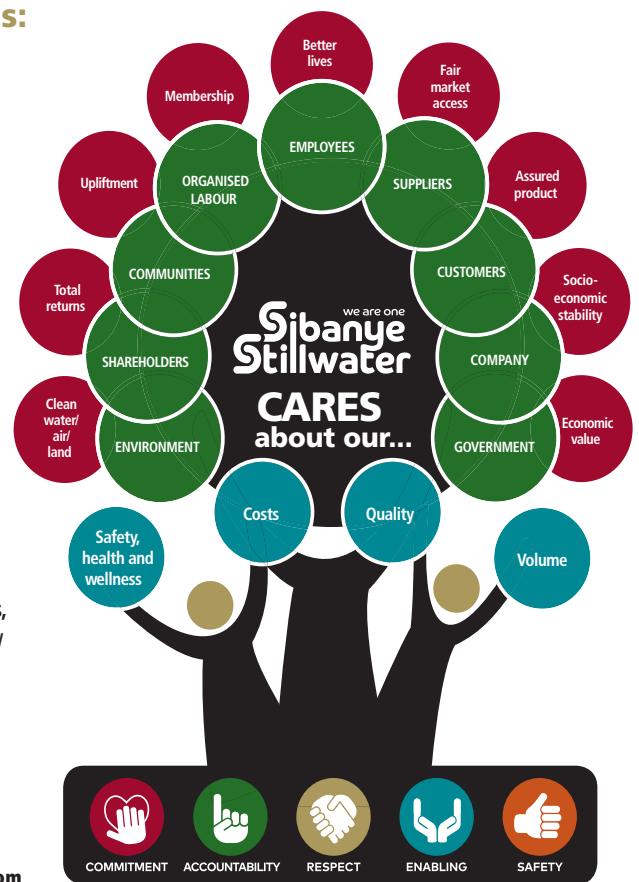 s:
Better
lives
Membership
Fair
market
access
EMPLOYEES
Upliftment
ORGANISED
LABOUR
SUPPLIERS
Assured
product
COMMUNITIES
CUSTOMERS
Total
returns
Socio-
economic
stability
we are one
Sibanye
Stillwater
SHAREHOLDERS
COMPANY
CARES
about our...
Clean
water/
air/
land
ENVIRONMENT
GOVERNMENT
Economic
value
Costs
Quality
Safety,
health and
wellness
Volume
s,
COMMITMENT ACCOUNTABILITY RESPECT ENABLING SAFETY
om